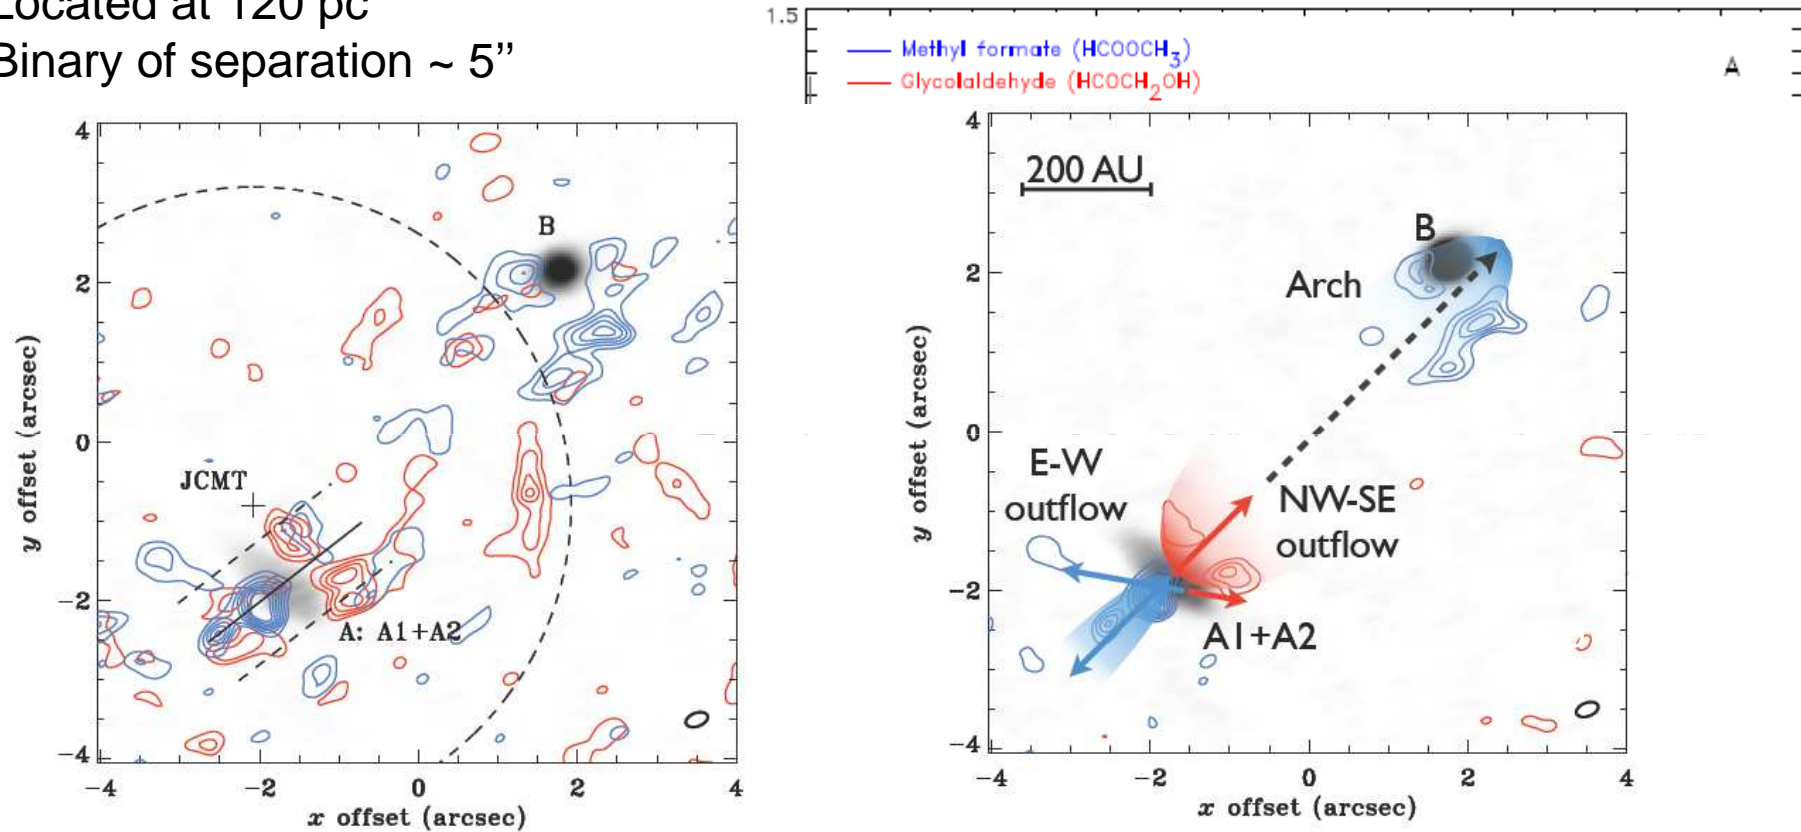 Located at 120 pc
Binary of separation ~ 5”
1.5
Methyl formate (HCOOCH3)
Glycolaldehyde (HCOCH2OH)
A
4
2
0
−2
−4
−4
−2
0
2
4
y offset (arcsec)
x offset (arcsec)
B
JCMT
A: A1+A2
4
2
0
−2
−4
−4
−2
0
2
4
y offset (arcsec)
x offset (arcsec)
200 AU
B
Arch
E-W
outflow
NW-SE
outflow
A1+A2